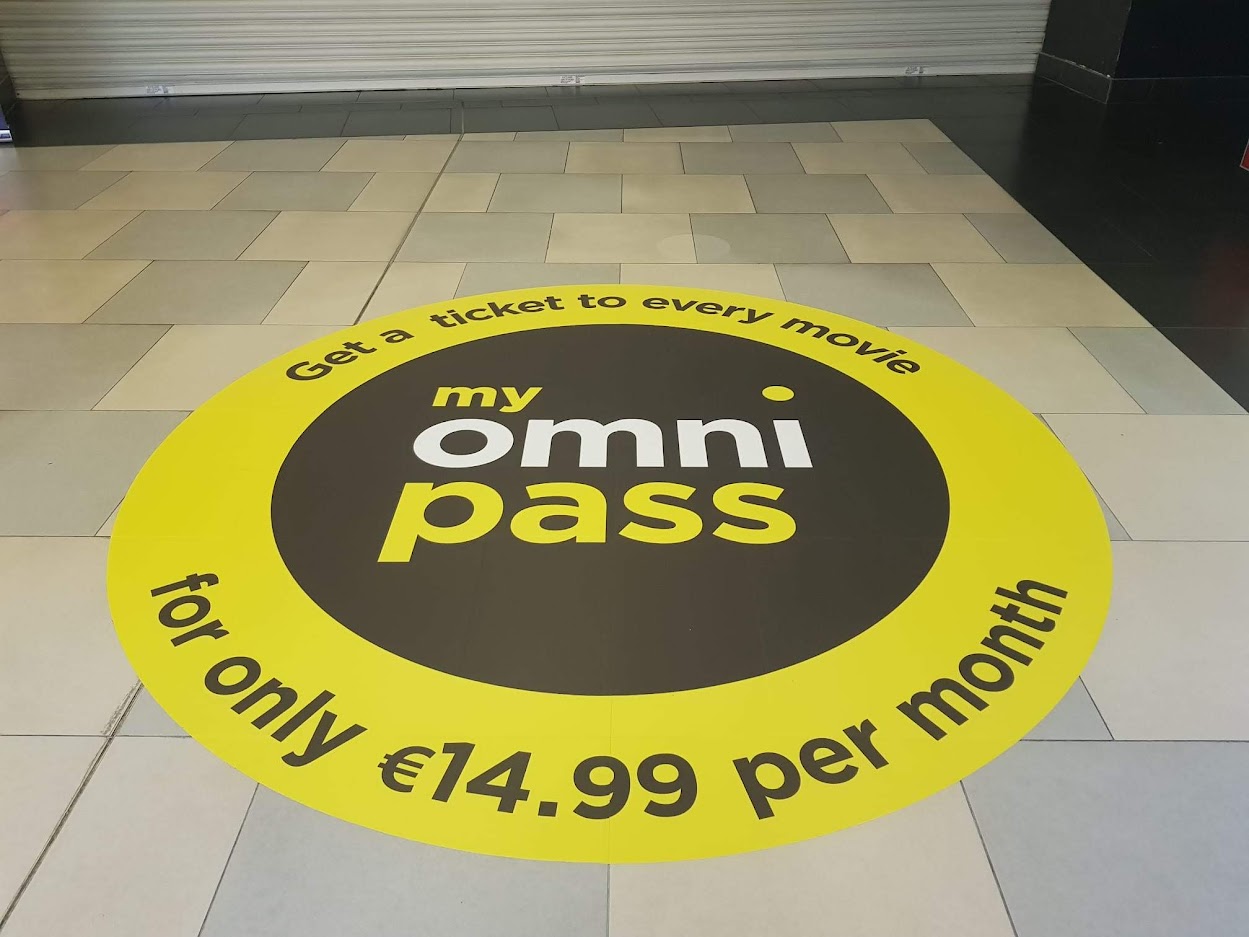 Get a ticket to every movie
my
omni
pass
for only €14.99 per month